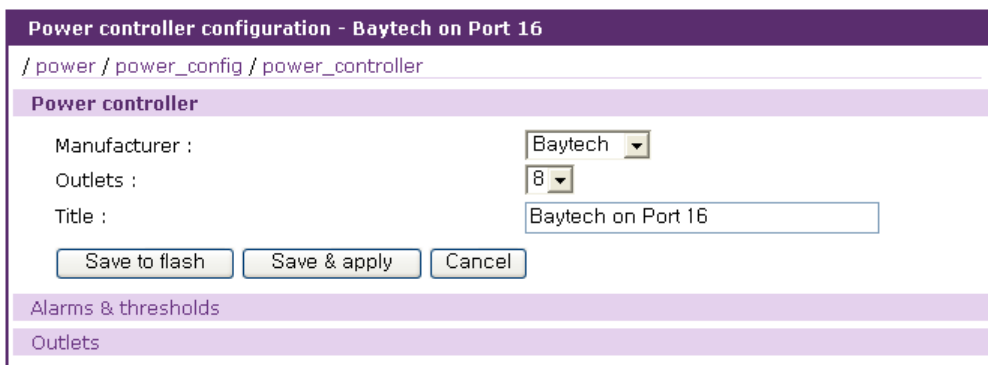 Power controller configuration - Baytech on Port 16
/ power / power_config / power_controller
Power controller
Manufacturer : Baytech
Outlets : 8
Title : Baytech on Port 16
Save to flash Save & apply Cancel
Alarms & thresholds
Outlets